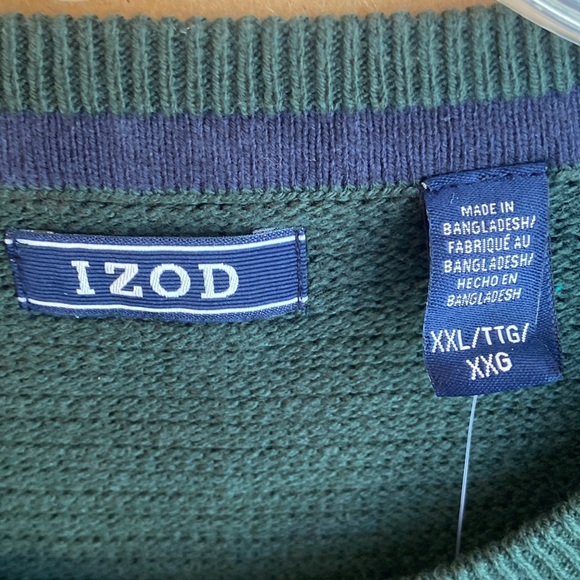 IZOD
MADE IN
BANGLADESH/
FABRIQUÉ AU
BANGLADESH/
HECHO EN
BANGLADESH
XXL/TTG/
XXG